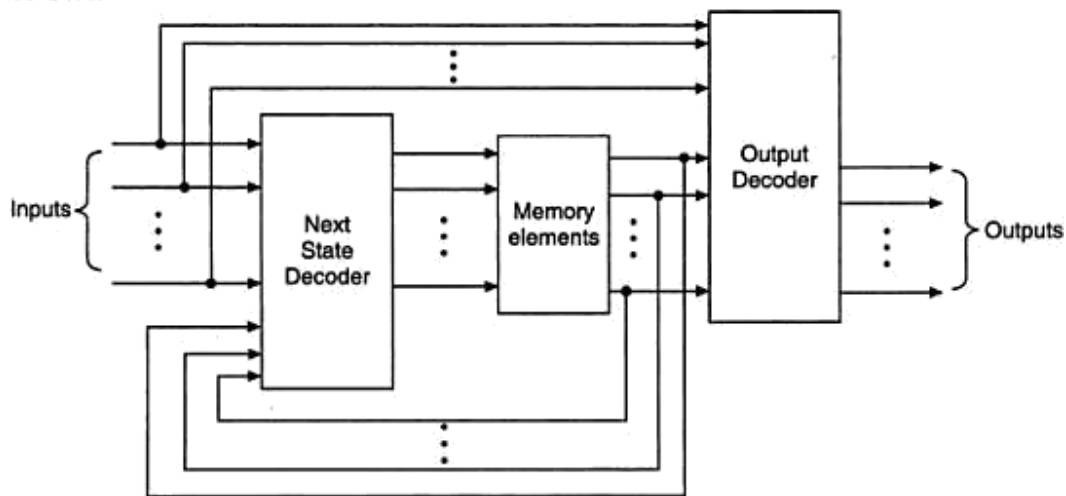 Inputs
Next
State
Decoder
Memory
elements
Output
Decoder
Outputs